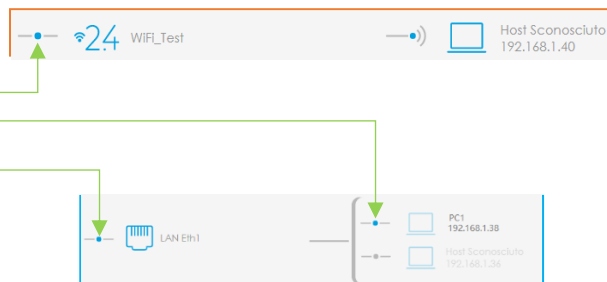 2.4 WiFi_Test
Host Sconosciuto
192.168.1.40
LAN Eth1
PC1
192.168.1.38
Host Sconosciuto
192.168.1.36